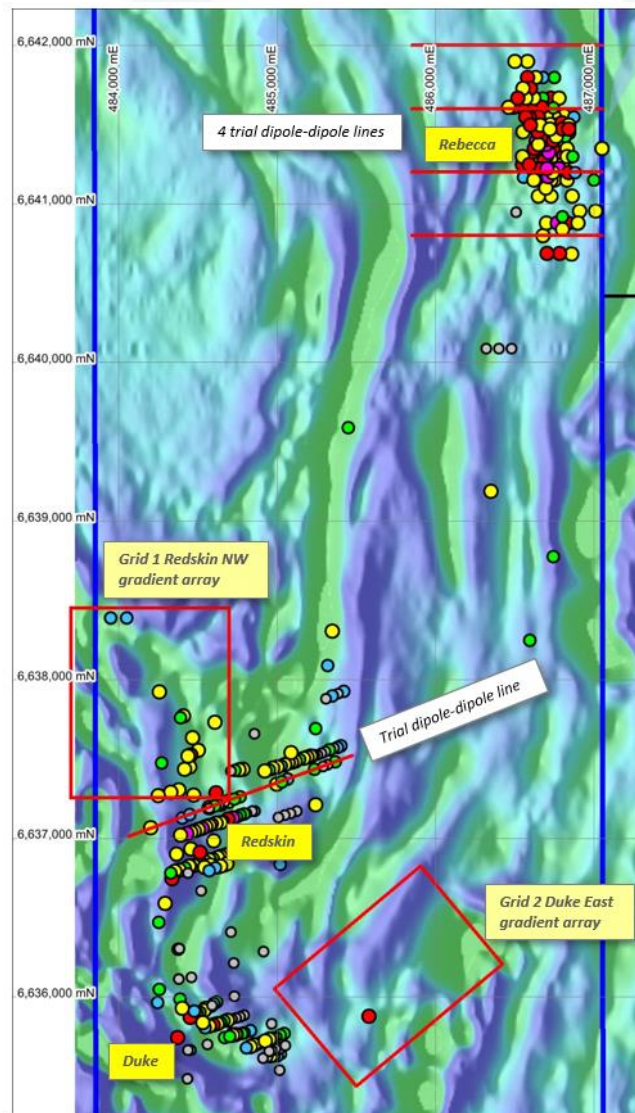 6,642,000 mN
484,000 mE
485,000 mE
486,000 mE
487,000 mE
4 trial dipole-dipole lines
Rebecca
6,641,000 mN
6,640,000 mN
6,639,000 mN
Grid 1 Redskin NW
gradient array
6,638,000 mN
Trial dipole-dipole line
6,637,000 mN
Redskin
Grid 2 Duke East
gradient array
6,636,000 mN
Duke